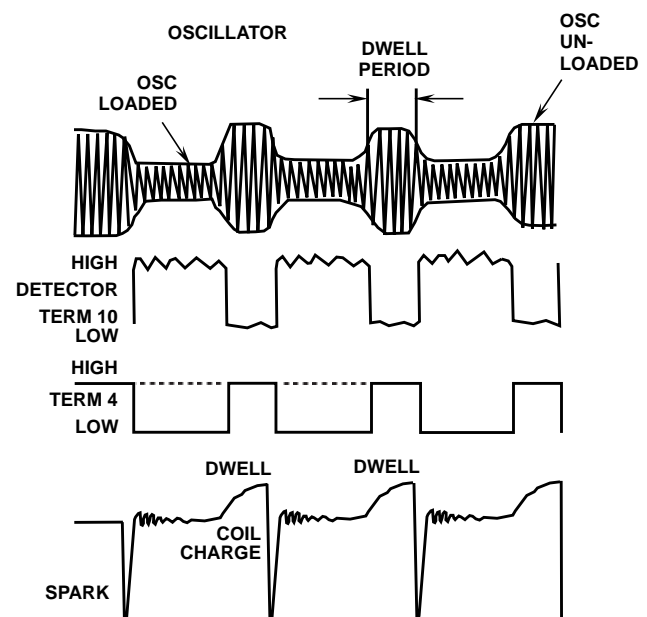 OSCILLATOR
OSC
LOADED
DWELL
PERIOD
OSC
UN-
LOADED
HIGH
DETECTOR
TERM 10
LOW
HIGH
TERM 4
LOW
DWELL
DWELL
COIL
CHARGE
SPARK